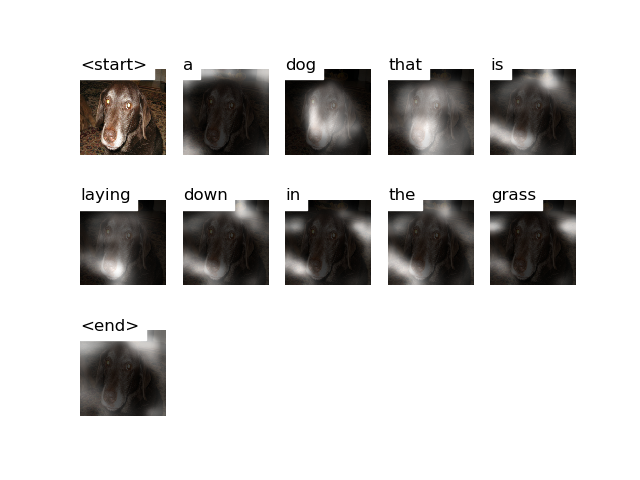 <start> a dog that is
laying down in the grass
<end>